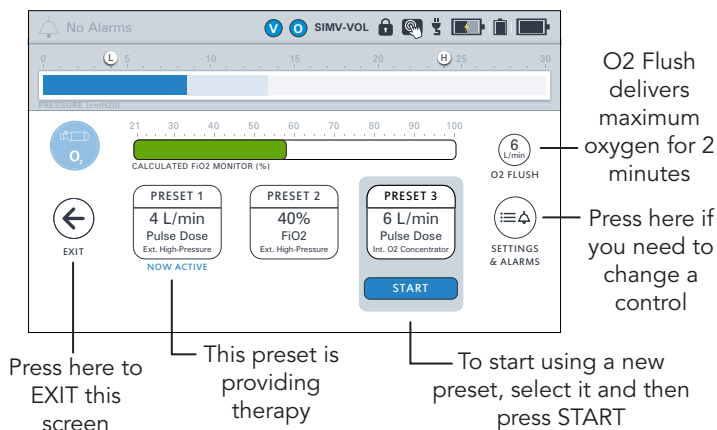 No Alarms
V O SIMV-VOL
0 L 5 10 15 20 H 25 30
PRESSURE (cmH20)
O2
21 30 40 50 60 70 80 90 100
CALCULATED FiO2 MONITOR (%)
6
L/min
O2 FLUSH
EXIT
PRESET 1
4 L/min
Pulse Dose
Ext. High-Pressure
NOW ACTIVE
PRESET 2
40%
FiO2
Ext. High-Pressure
PRESET 3
6 L/min
Pulse Dose
Int. O2 Concentrator
START
SETTINGS
& ALARMS
O2 Flush
delivers
maximum
oxygen for 2
minutes
Press here if
you need to
change a
control
Press here to
EXIT this
screen
This preset is
providing
therapy
To start using a new
preset, select it and then
press START